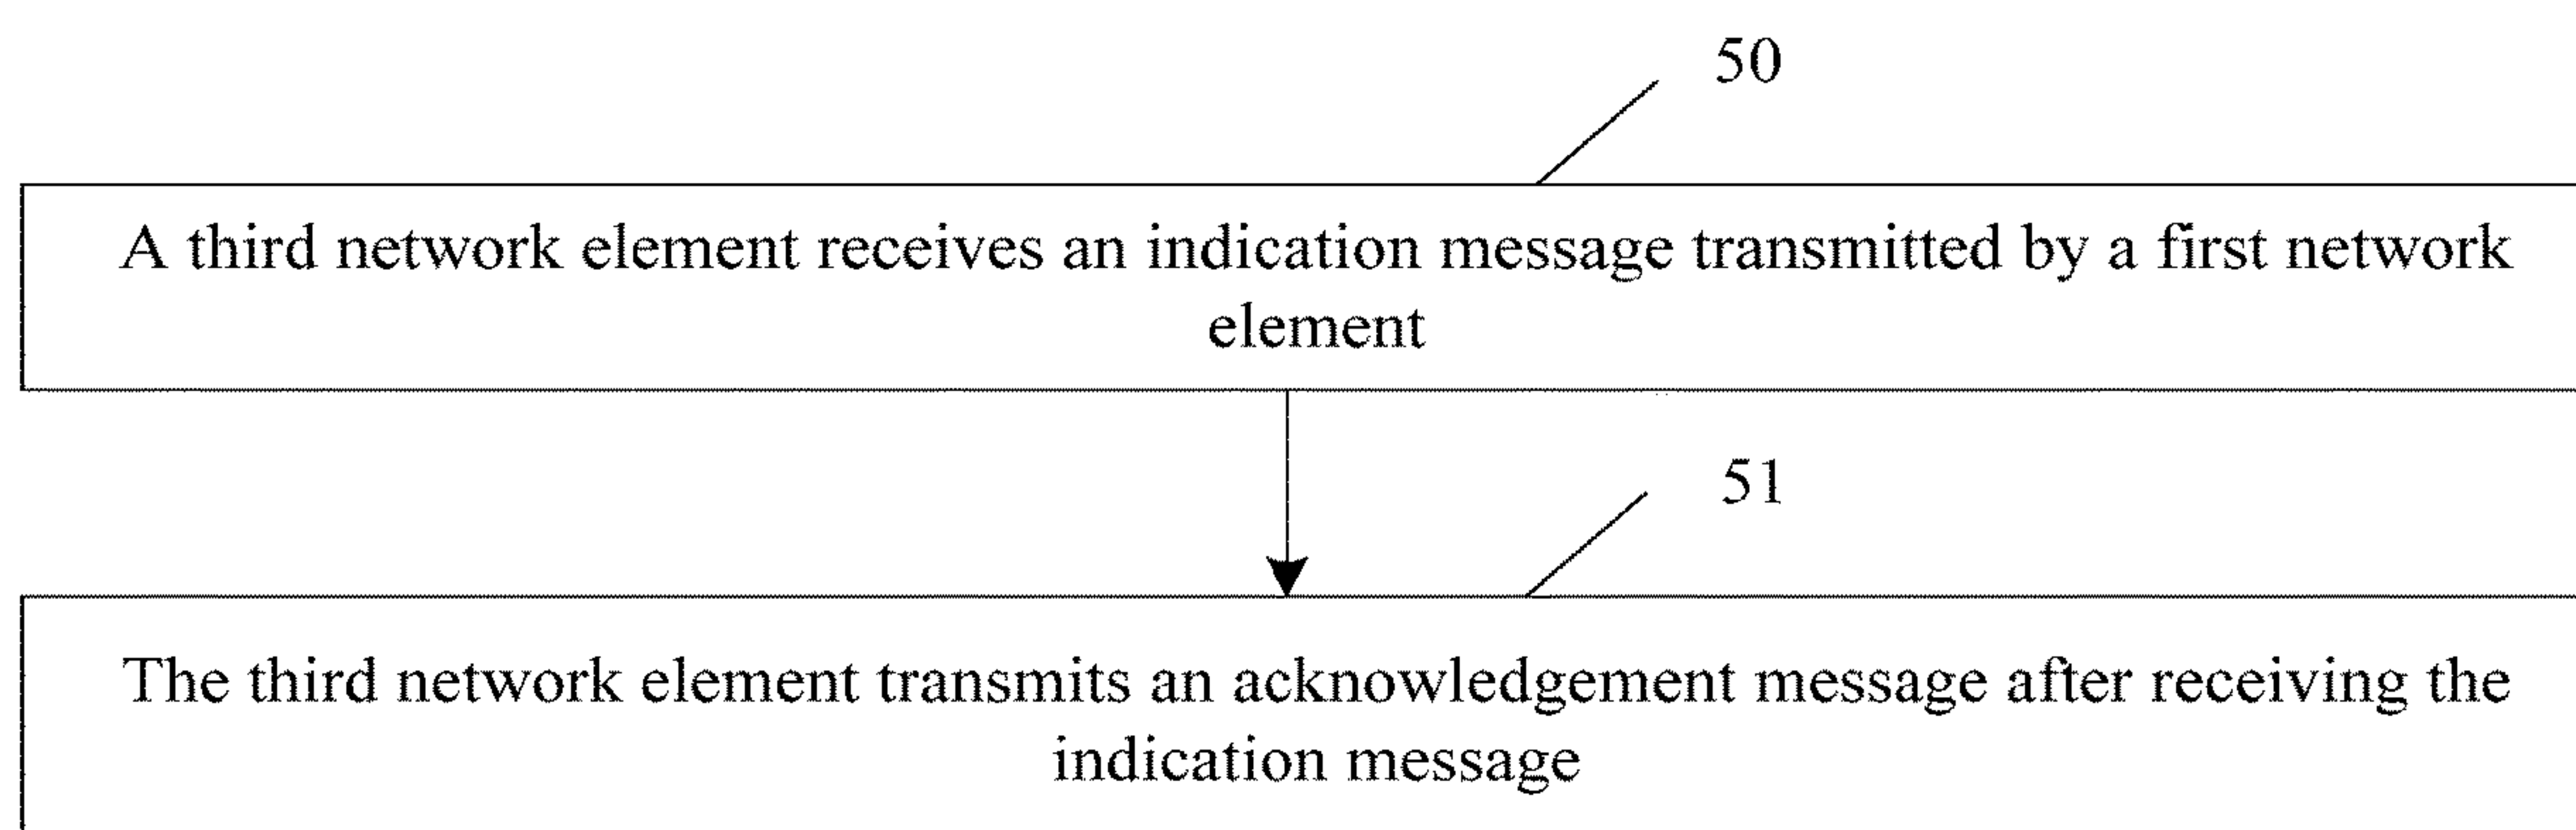 50
A third network element receives an indication message transmitted by a first network
element
51
The third network element transmits an acknowledgement message after receiving the
indication message